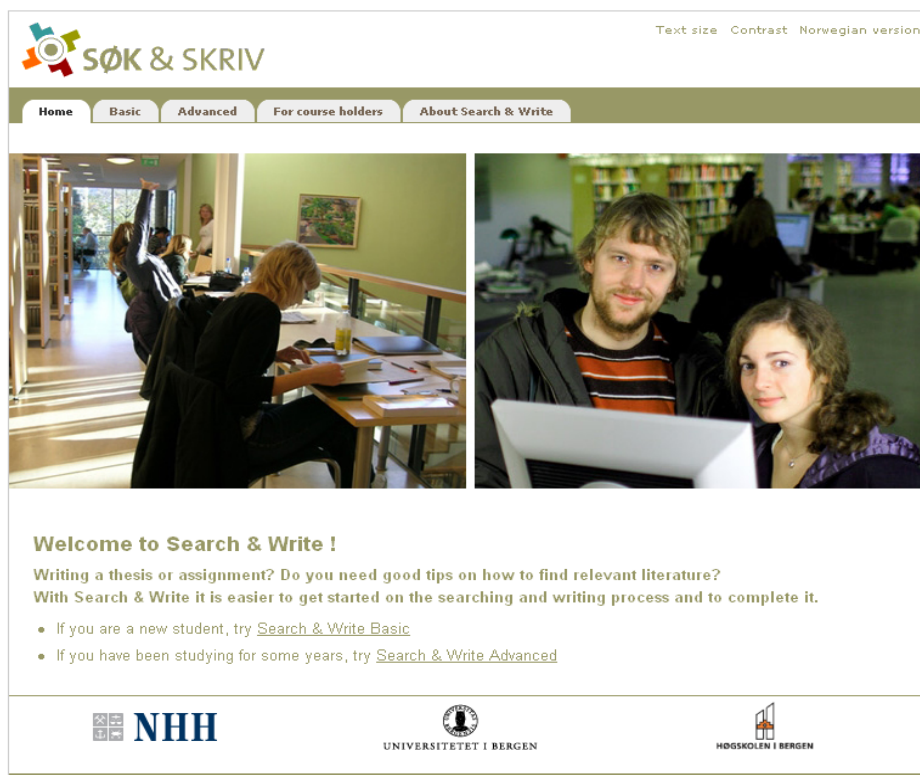 SØK & SKRIV
Text size Contrast Norwegian version
Home Basic Advanced For course holders About Search & Write
Welcome to Search & Write !
Writing a thesis or assignment? Do you need good tips on how to find relevant literature?
With Search & Write it is easier to get started on the searching and writing process and to complete it.
• If you are a new student, try Search & Write Basic
• If you have been studying for some years, try Search & Write Advanced
NHH
UNIVERSITETET I BERGEN
HØGSKOLEN I BERGEN